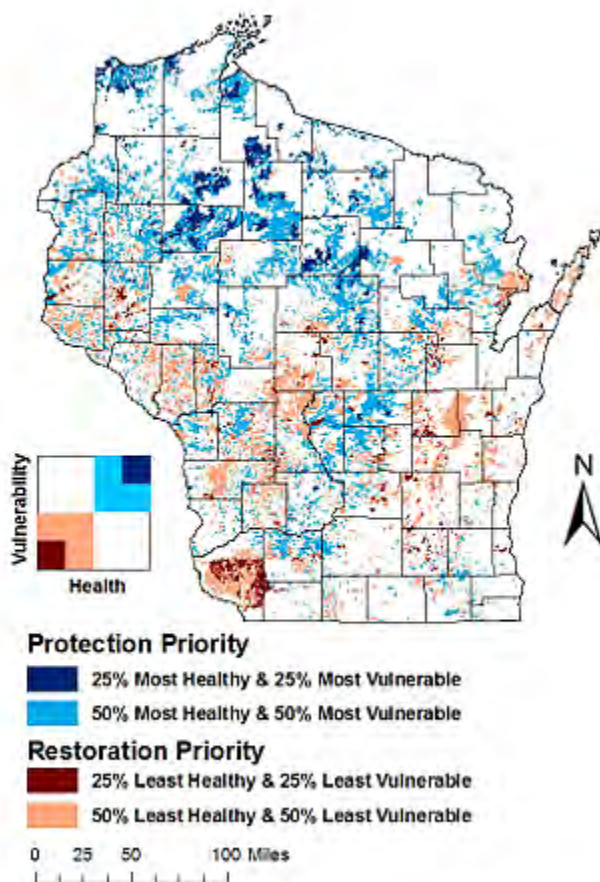 N
Vulnerability
Health
Protection Priority
25% Most Healthy & 25% Most Vulnerable
50% Most Healthy & 50% Most Vulnerable
Restoration Priority
25% Least Healthy & 25% Least Vulnerable
50% Least Healthy & 50% Least Vulnerable
0 25 50 100 Miles